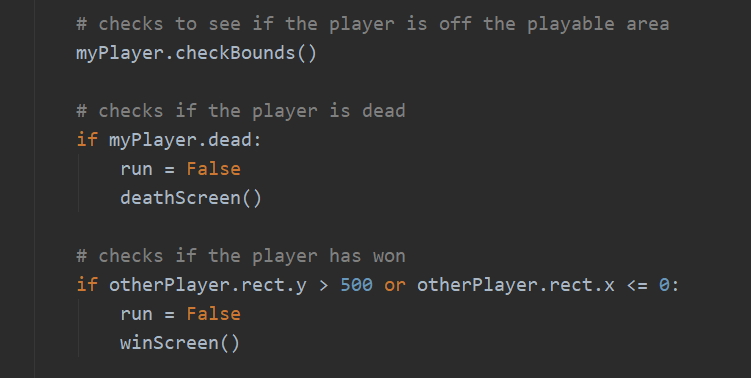 # checks to see if the player is off the playable area
myPlayer.checkBounds()
# checks if the player is dead
if myPlayer.dead:
run = False
deathScreen()
# checks if the player has won
if otherPlayer.rect.y > 500 or otherPlayer.rect.x <= 0:
run = False
winScreen()